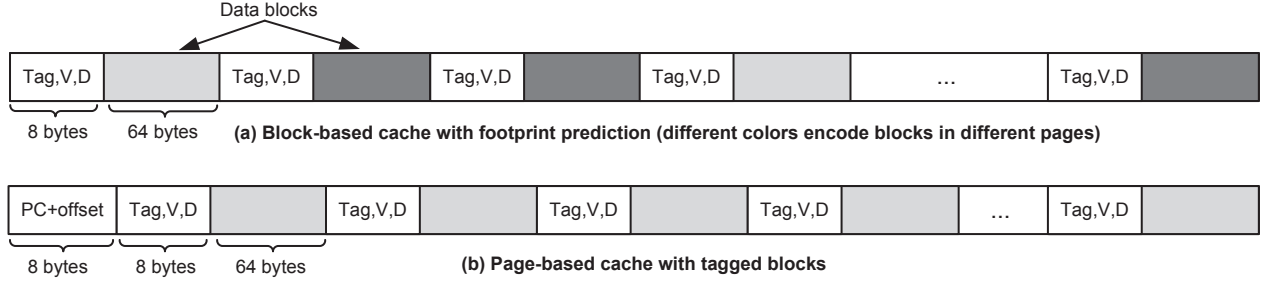 Data blocks
Tag,V,D Tag,V,D Tag,V,D Tag,V,D ... Tag,V,D
8 bytes 64 bytes (a) Block-based cache with footprint prediction (different colors encode blocks in different pages)
PC+offset Tag,V,D Tag,V,D Tag,V,D Tag,V,D ... Tag,V,D
8 bytes 8 bytes 64 bytes (b) Page-based cache with tagged blocks